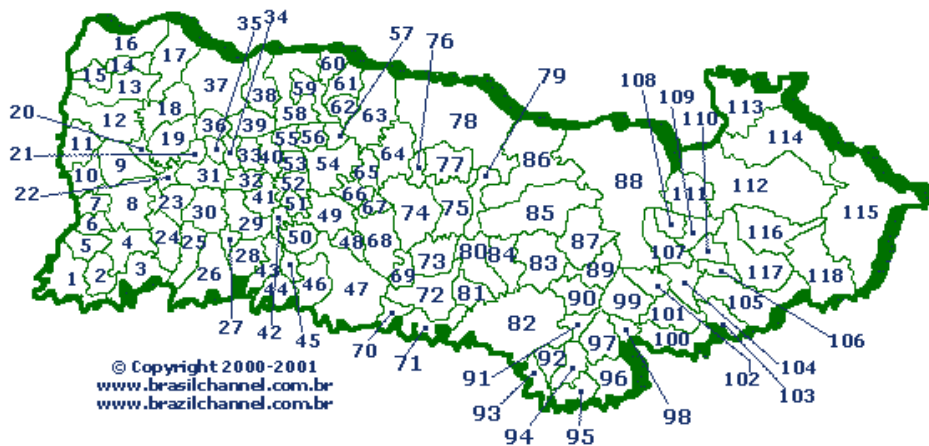 35 34 57 76 79
16 17 60
14 15 13 37 38 59 61 108 109 110 113
18 58 62 63 78 114
20 12 19 36 39 55 56
11 21 33 40 53 54 64 77 86 88
10 9 31 32 52 65 111 112
22 7 8 23 30 41 51 66 67 74 75 85 115
6 29 49 116
5 4 24 25 28 50 48 68 73 80 84 83 87 107
1 2 3 26 43 46 47 69 89 117 118
44 72 81 90 99 105
27 42 45 70 71 82 101 100 106
© Copyright 2000-2001
www.brasilchannel.com.br
www.brazilchannel.com.br
91 92 97 102 104
93 96 103
94 95 98